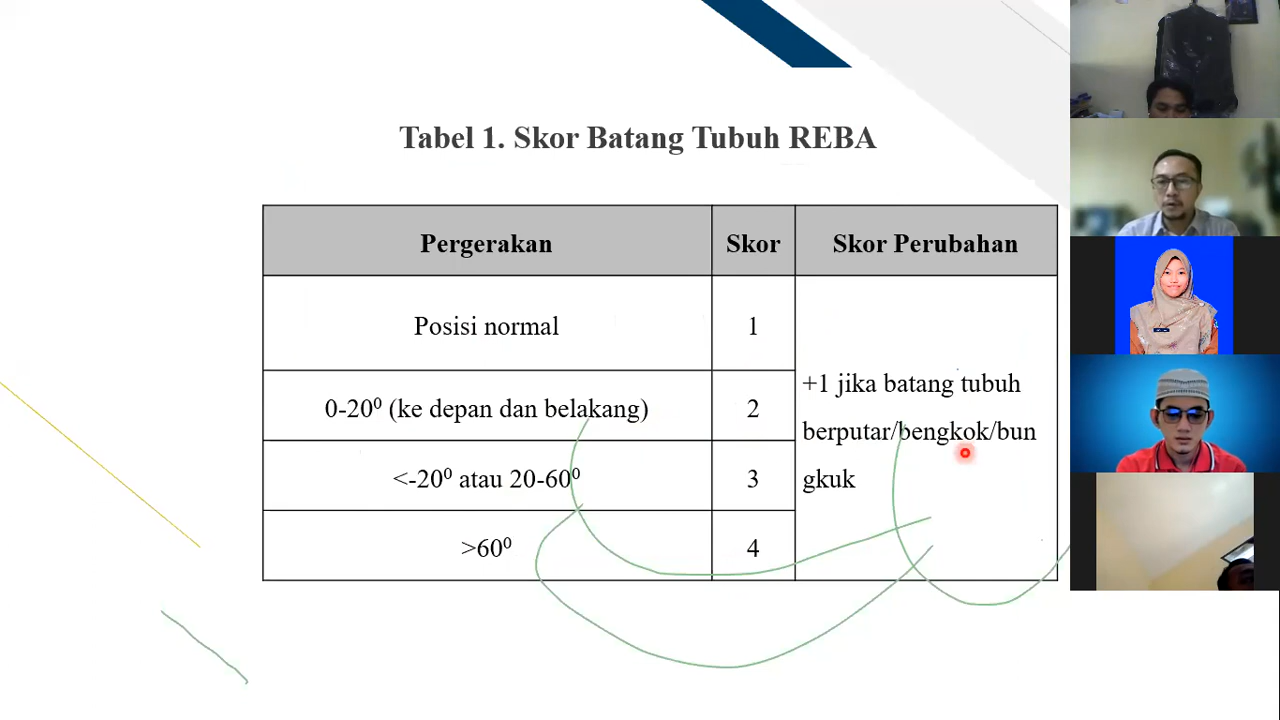 Tabel 1. Skor Batang Tubuh REBA
Pergerakan Skor Skor Perubahan
Posisi normal 1
0-20⁰ (ke depan dan belakang) 2
<-20⁰ atau 20-60⁰ 3
>60⁰ 4
+1 jika batang tubuh
berputar/bengkok/bun
gkuk